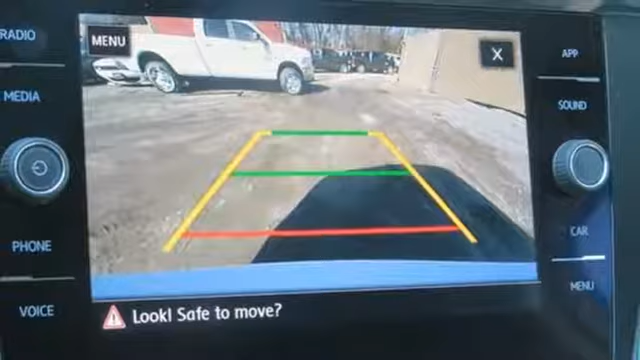 RADIO
MEDIA
PHONE
VOICE
MENU
X
Look! Safe to move?
APP
SOUND
CAR
MENU